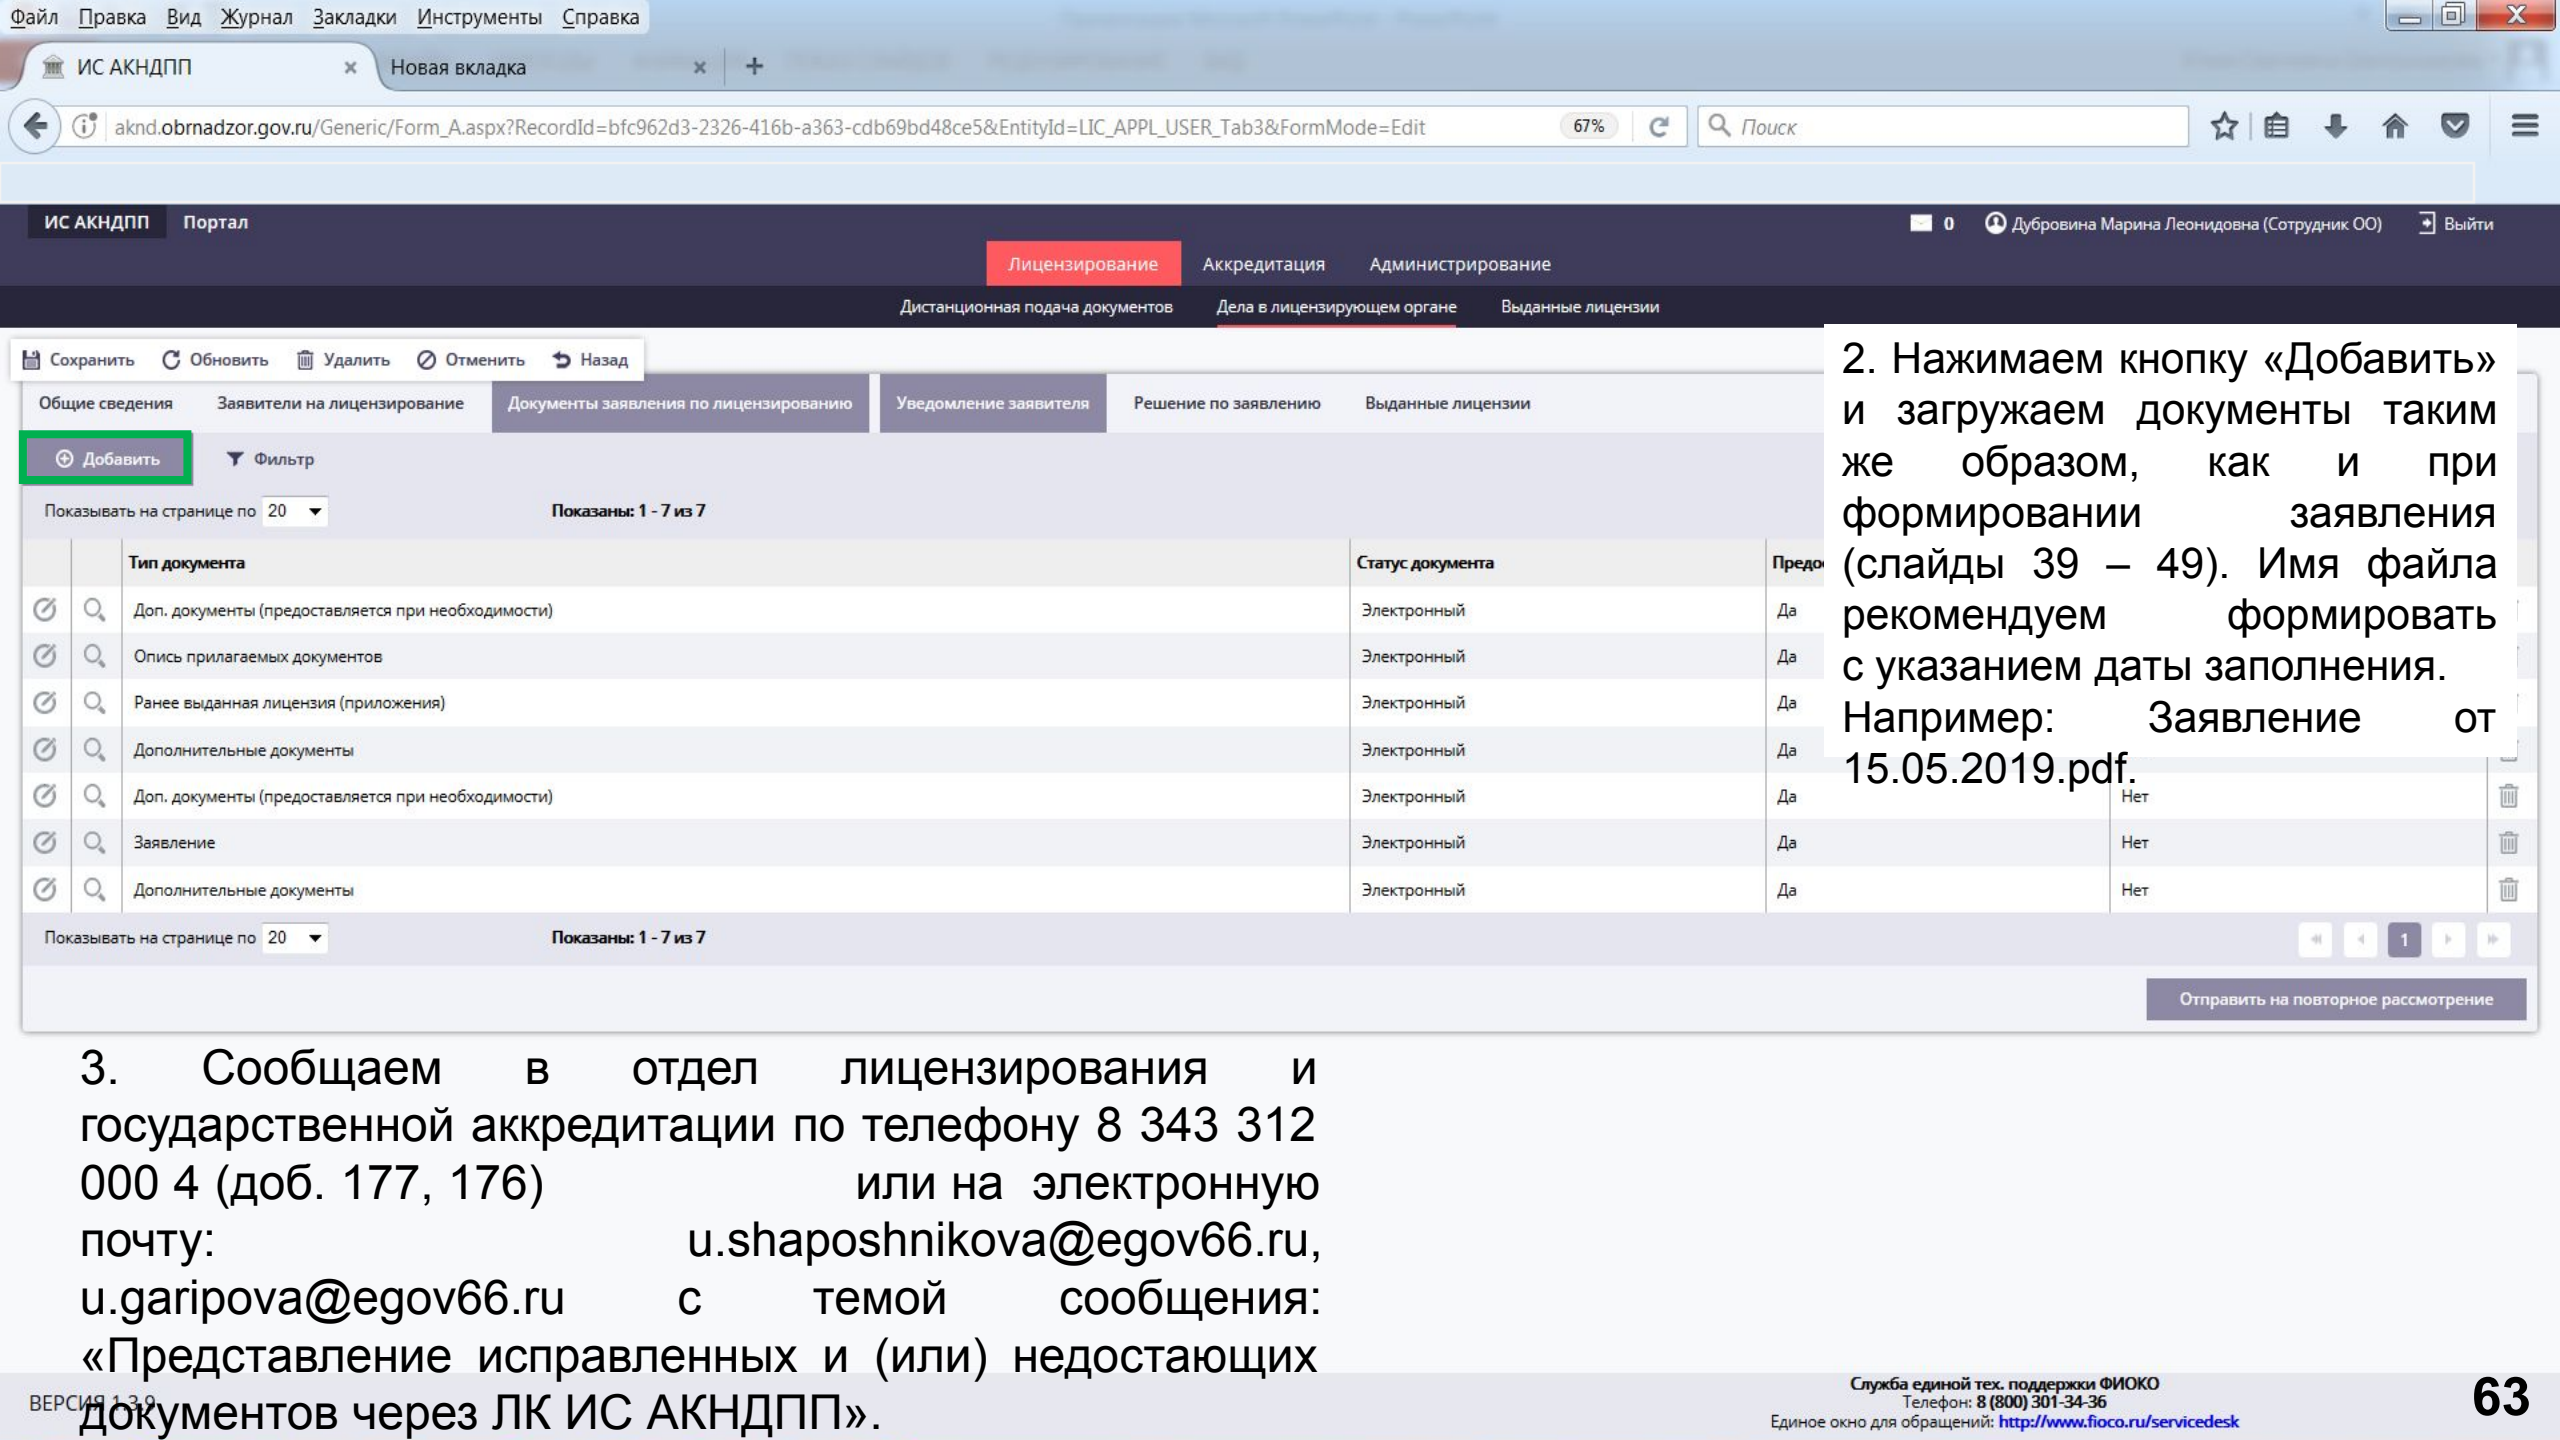 Файл Правка Вид Журнал Закладки Инструменты Справка
ИС АКНДПП
Новая вкладка
aknd.obrnadzor.gov.ru/Generic/Form_A.aspx?RecordId=bfc962d3-2326-416b-a363-cdb69bd48ce5&EntityId=LIC_APPL_USER_Tab3&FormMode=Edit 67% Поиск
ИС АКНДПП Портал 0 Дубровина Марина Леонидовна (Сотрудник ОО) Выйти
Лицензирование Аккредитация Администрирование
Дистанционная подача документов Дела в лицензирующем органе Выданные лицензии
Сохранить Обновить Удалить Отменить Назад
Общие сведения Заявители на лицензирование Документы заявления по лицензированию Уведомление заявителя Решение по заявлению Выданные лицензии
Добавить Фильтр
Показывать на странице по 20 Показаны: 1 - 7 из 7
Тип документа Статус документа
Доп. документы (предоставляется при необходимости) Электронный Да
Опись прилагаемых документов Электронный Да
Ранее выданная лицензия (приложения) Электронный Да
Дополнительные документы Электронный Да
Доп. документы (предоставляется при необходимости) Электронный Да Нет
Заявление Электронный Да Нет
Дополнительные документы Электронный Да Нет
Показывать на странице по 20 Показаны: 1 - 7 из 7 1
Отправить на повторное рассмотрение
2. Нажимаем кнопку «Добавить»
и загружаем документы таким
же образом, как и при
формировании заявления
(слайды 39 – 49). Имя файла
рекомендуем формировать
с указанием даты заполнения.
Например: Заявление от
15.05.2019.pdf.
3. Сообщаем в отдел лицензирования и
государственной аккредитации по телефону 8 343 312
000 4 (доб. 177, 176) или на электронную
почту: u.shaposhnikova@egov66.ru,
u.garipova@egov66.ru с темой сообщения:
«Представление исправленных и (или) недостающих
документов через ЛК ИС АКНДПП».
ВЕРСИЯ 1.3.9
Служба единой тех. поддержки ФИОКО
Телефон: 8 (800) 301-34-36
Единое окно для обращений: http://www.fioco.ru/servicedesk
63